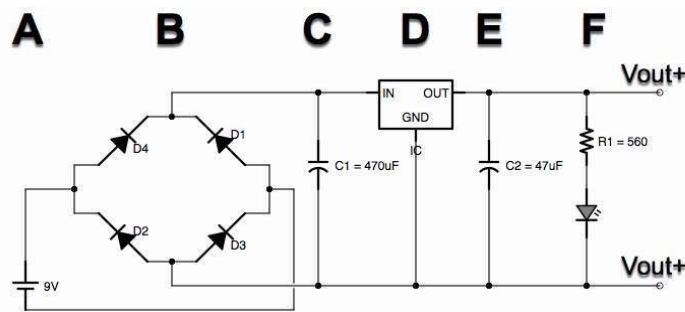 A B C D E F
Vout+
IN OUT
GND
IC
D4 D1
C1 = 470uF
C2 = 47uF
R1 = 560
D2 D3
Vout+
9V